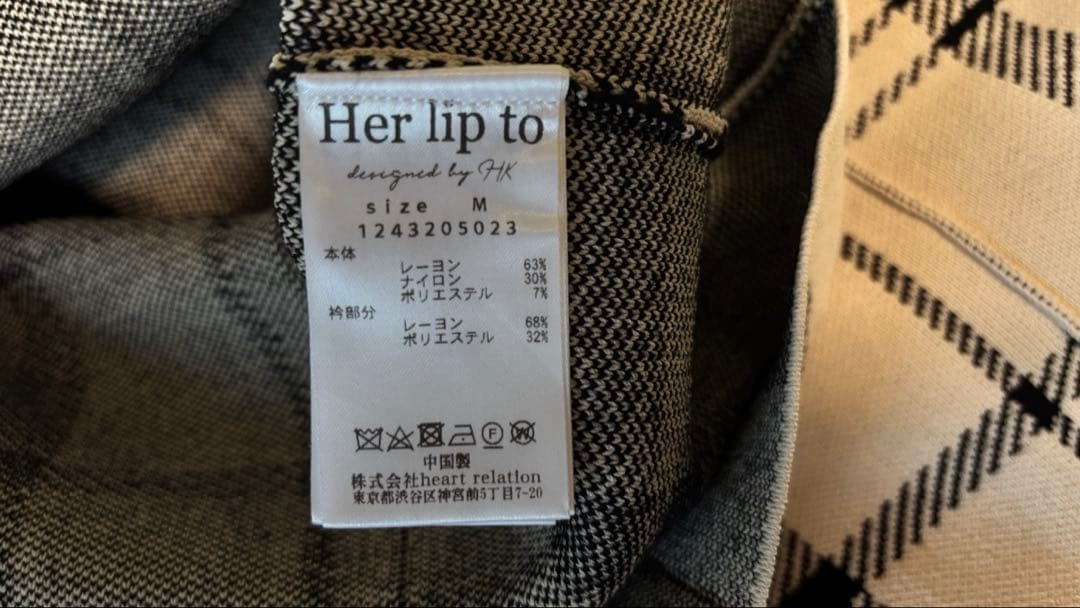 Her lip to
designed by HK
size M
1243205023
本体
レーヨン 63%
ナイロン 30%
ポリエステル 7%
衿部分
レーヨン 68%
ポリエステル 32%
中国製
株式会社heart relation
東京都渋谷区神宮前5丁目7-20